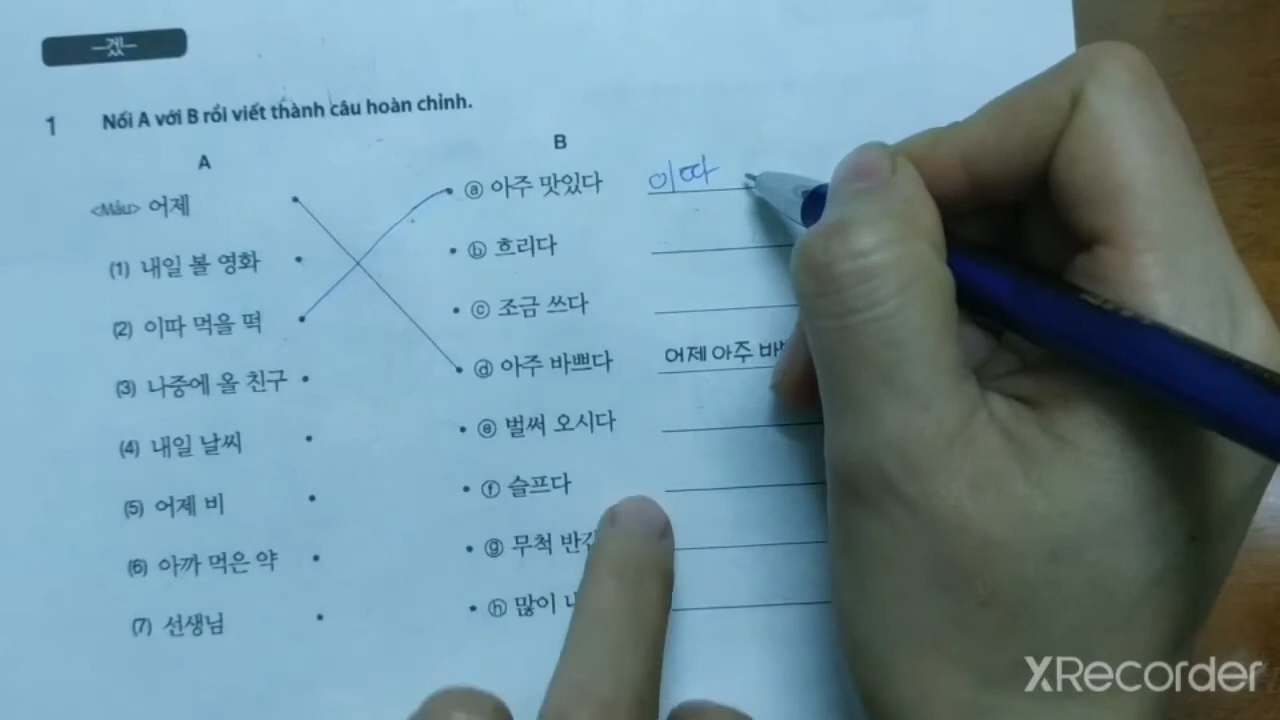 -겠-
1 Nối A với B rồi viết thành câu hoàn chỉnh.
A B
<Mẫu> 어제
(1) 내일 볼 영화
(2) 이따 먹을 떡
(3) 나중에 올 친구
(4) 내일 날씨
(5) 어제 비
(6) 아까 먹은 약
(7) 선생님
ⓐ 아주 맛있다 이따
ⓑ 흐리다
ⓒ 조금 쓰다
ⓓ 아주 바쁘다 어제 아주
ⓔ 벌써 오시다
ⓕ 슬프다
ⓖ 무척
ⓗ 많이
XRecorder